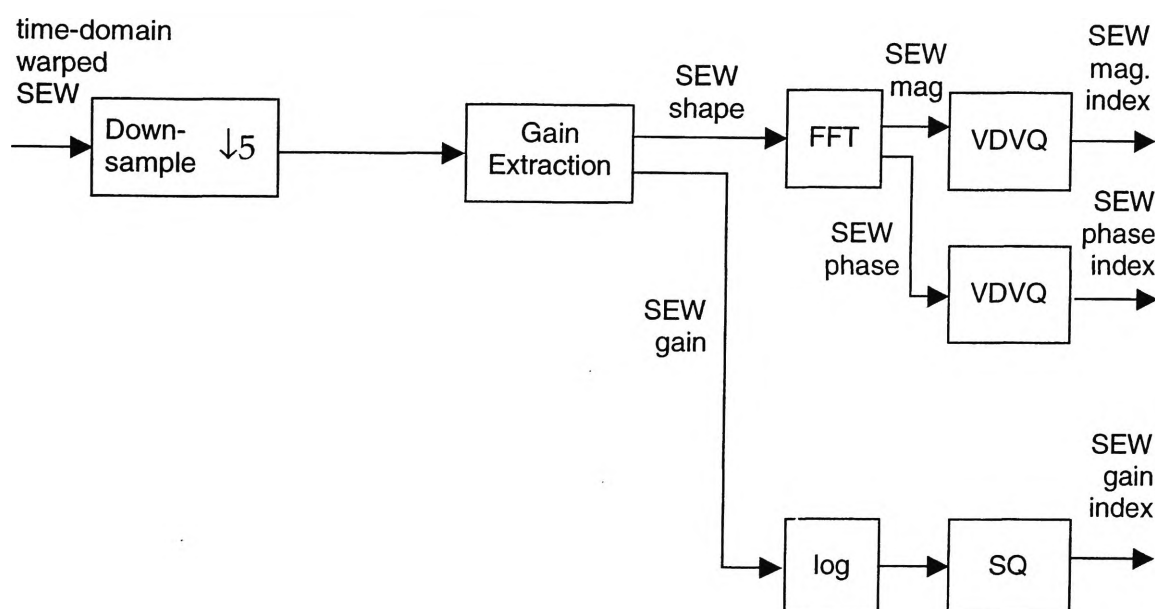 time-domain
warped
SEW
Down-
sample ↓5
Gain
Extraction
SEW
shape
FFT
SEW
mag
VDVQ
SEW
mag.
index
SEW
phase
VDVQ
SEW
phase
index
SEW
gain
log
SQ
SEW
gain
index